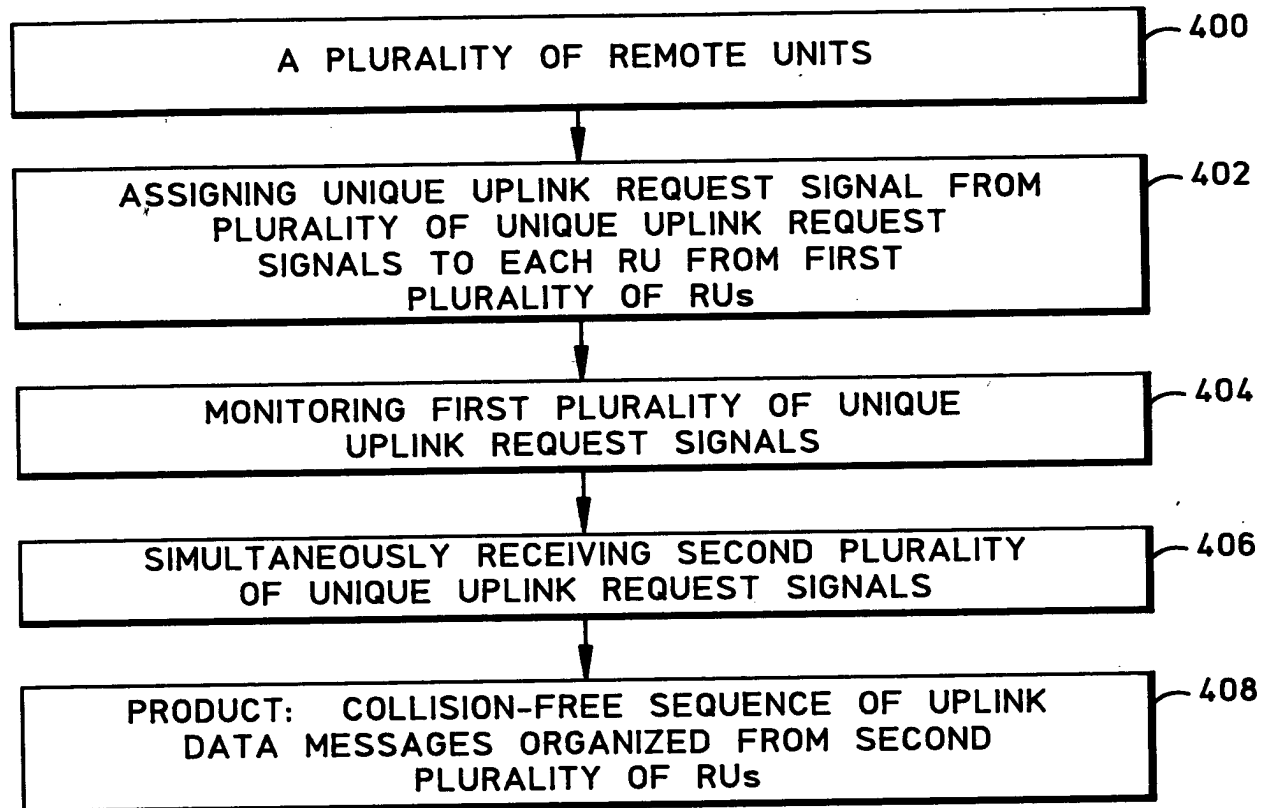 A PLURALITY OF REMOTE UNITS
400
ASSIGNING UNIQUE UPLINK REQUEST SIGNAL FROM
PLURALITY OF UNIQUE UPLINK REQUEST
SIGNALS TO EACH RU FROM FIRST
PLURALITY OF RUs
402
MONITORING FIRST PLURALITY OF UNIQUE
UPLINK REQUEST SIGNALS
404
SIMULTANEOUSLY RECEIVING SECOND PLURALITY
OF UNIQUE UPLINK REQUEST SIGNALS
406
PRODUCT: COLLISION-FREE SEQUENCE OF UPLINK
DATA MESSAGES ORGANIZED FROM SECOND
PLURALITY OF RUs
408